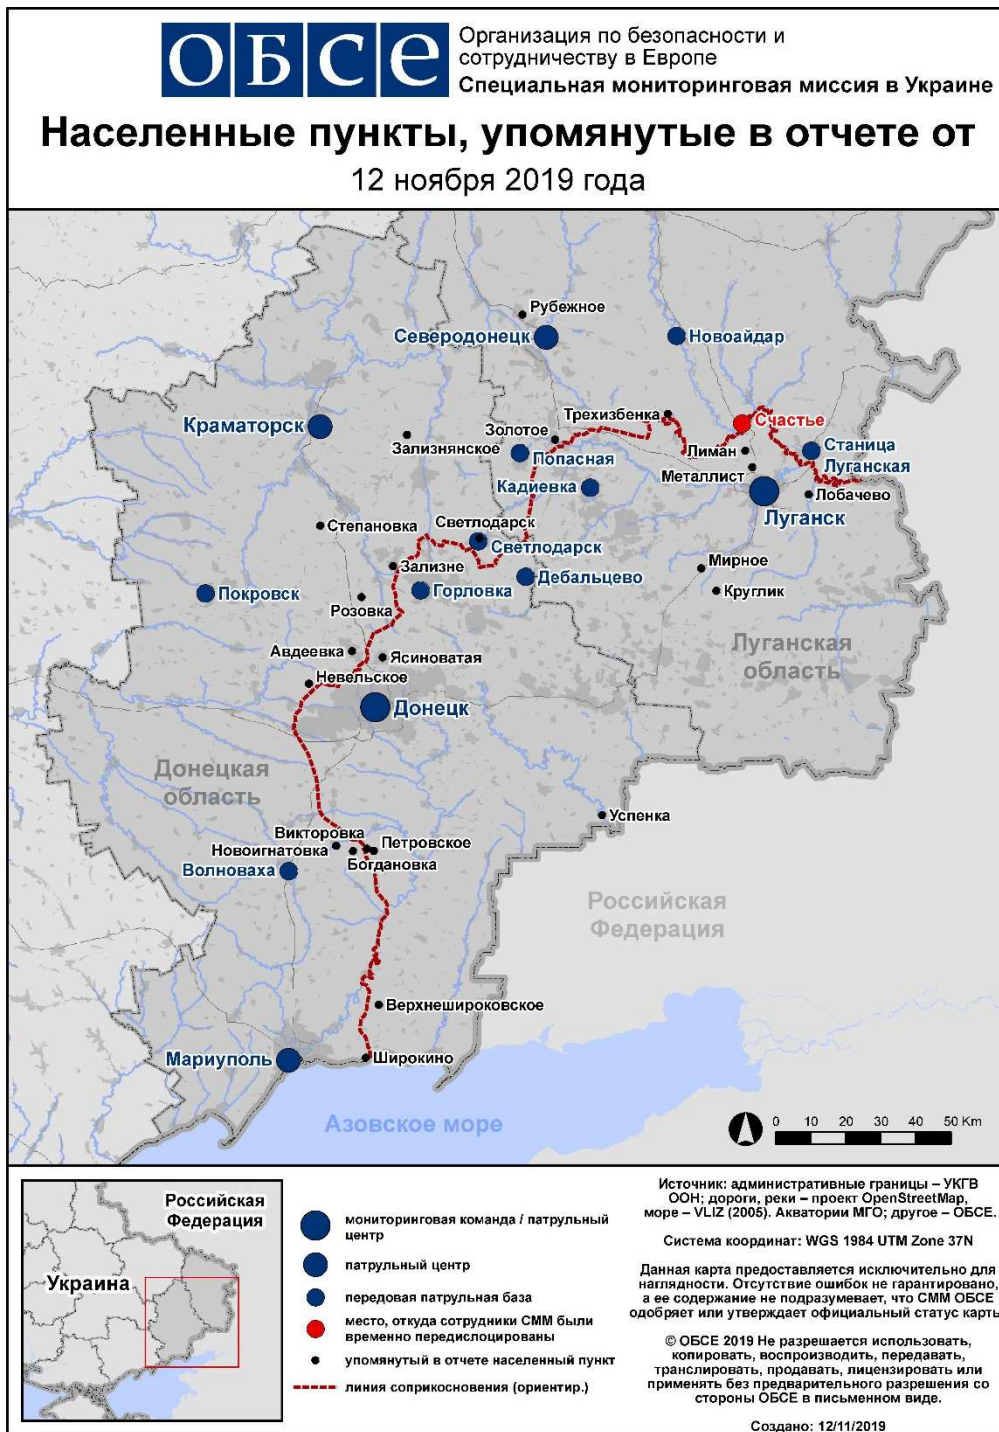 ОБСЕ
Организация по безопасности и
сотрудничеству в Европе
Специальная мониторинговая миссия в Украине
Населенные пункты, упомянутые в отчете от
12 ноября 2019 года
Рубежное
Северодонецк
Новоайдар
Трехизбенка
Счастье
Краматорск
Золотое
Зализнянское
Лиман
Станица
Луганская
Попасная
Металлист
Кадиевка
Лобачево
Луганск
Степановка
Светлодарск
Светлодарск
Зализне
Мирное
Дебальцево
Покровск
Горловка
Круглик
Розовка
Луганская
область
Авдеевка
Ясиноватая
Невельское
Донецк
Донецкая
область
Успенка
Викторовка
Петровское
Новоигнатовка
Богдановка
Волноваха
Российская
Федерация
Верхнешироковское
Мариуполь
Широкино
Азовское море
0 10 20 30 40 50 Km
Российская
Федерация
Украина
мониторинговая команда / патрульный
центр
патрульный центр
передовая патрульная база
место, откуда сотрудники СММ были
временно передислоцированы
упомянутый в отчете населенный пункт
линия соприкосновения (ориентир.)
Источник: административные границы – УКГВ
ООН; дороги, реки – проект OpenStreetMap,
море – VLIZ (2005). Акватории МГО; другое – ОБСЕ.
Система координат: WGS 1984 UTM Zone 37N
Данная карта предоставляется исключительно для
наглядности. Отсутствие ошибок не гарантировано,
а ее содержание не подразумевает, что СММ ОБСЕ
одобряет или утверждает официальный статус карты
© ОБСЕ 2019 Не разрешается использовать,
копировать, воспроизводить, передавать,
транслировать, продавать, лицензировать или
применять без предварительного разрешения со
стороны ОБСЕ в письменном виде.
Создано: 12/11/2019